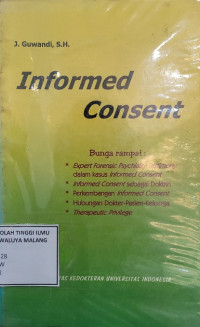 J. Guwandi, S.H.
Informed
Consent
Bunga rampai :
• Expert Forensic
dalam kasus Informed Consent
• Informed Consent sebagai Doktrin
• Perkembangan Informed Consent
• Hubungan Dokter-Pasien-Keluarga
• Therapeutic Privilege
OLAH TINGGI ILMU
WALUYA MALANG
28
W
KEDOKTERAN UNIVERSITAS INDONESIA